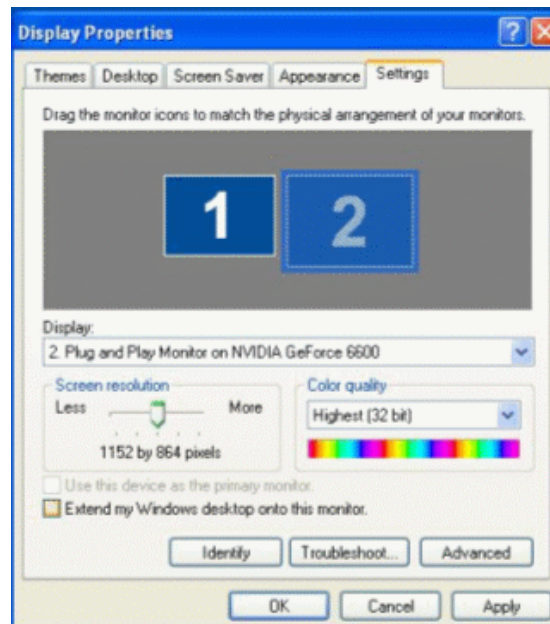 Display Properties
Themes Desktop Screen Saver Appearance Settings
Drag the monitor icons to match the physical arrangement of your monitors.
1 2
Display:
2. Plug and Play Monitor on NVIDIA GeForce 6600
Screen resolution Color quality
Less More Highest (32 bit)
1152 by 864 pixels
Use this device as the primary monitor.
Extend my Windows desktop onto this monitor.
Identify Troubleshoot... Advanced
OK Cancel Apply